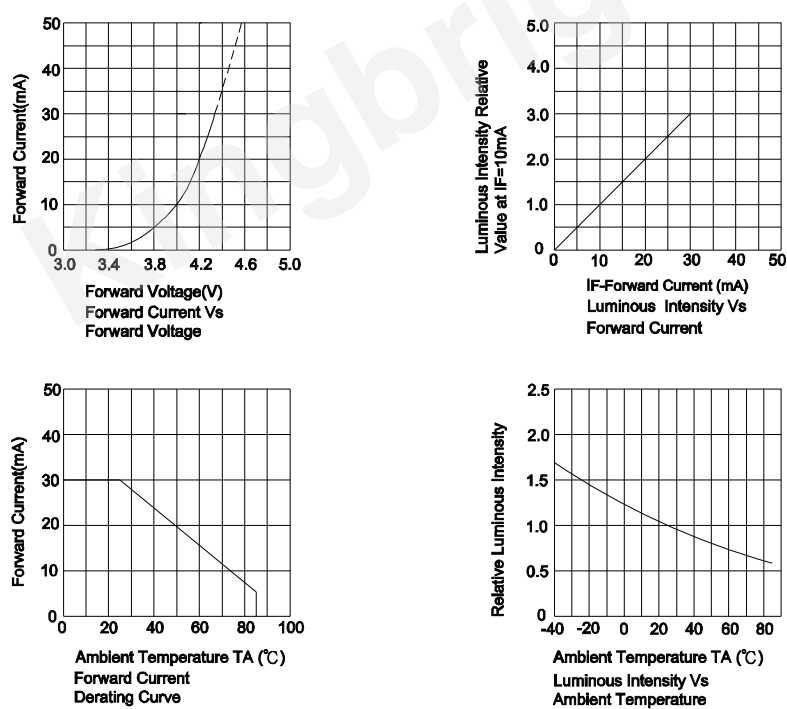 Kingbrig
50
40
30
20
10
0
Forward Current(mA)
3.0 3.4 3.8 4.2 4.6 5.0
Forward Voltage(V)
Forward Current Vs
Forward Voltage
5.0
4.0
3.0
2.0
1.0
0
Luminous Intensity Relative
Value at IF=10mA
0 10 20 30 40 50
IF-Forward Current (mA)
Luminous Intensity Vs
Forward Current
50
40
30
20
10
0
Forward Current(mA)
0 20 40 60 80 100
Ambient Temperature TA (℃)
Forward Current
Derating Curve
2.5
2.0
1.5
1.0
0.5
0
Relative Luminous Intensity
-40 -20 0 20 40 60 80
Ambient Temperature TA (℃)
Luminous Intensity Vs
Ambient Temperature